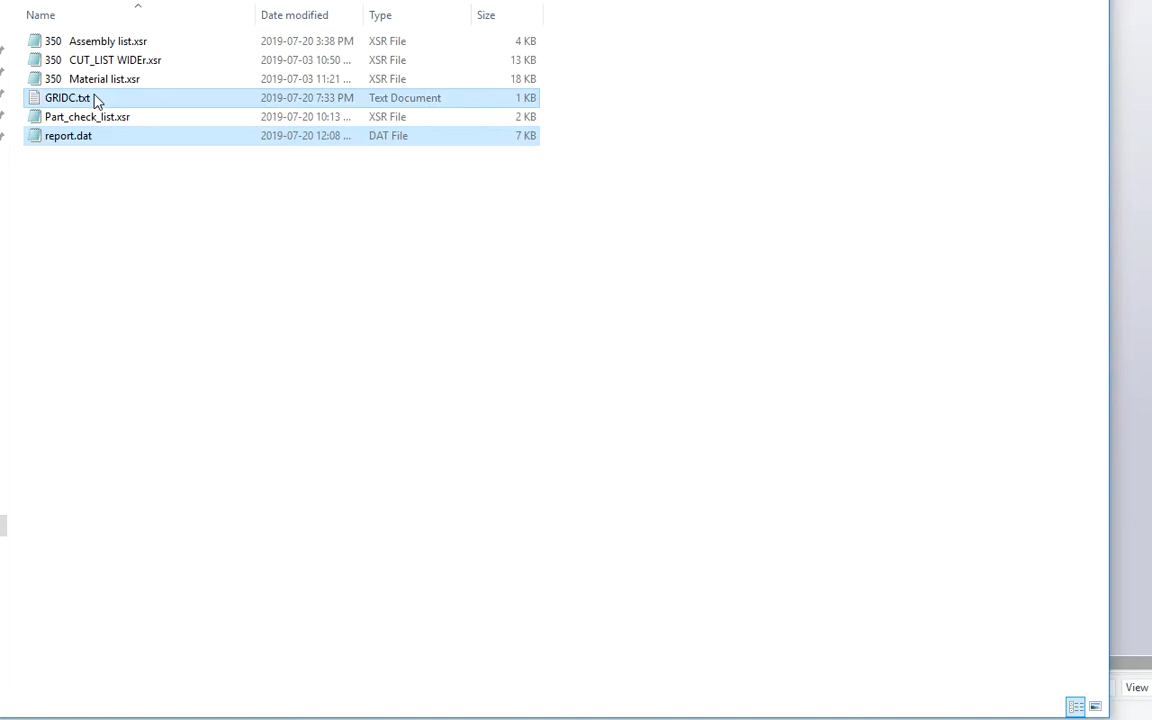 Name Date modified Type Size
350 Assembly list.xsr 2019-07-20 3:38 PM XSR File 4 KB
350 CUT_LIST WIDEr.xsr 2019-07-03 10:50 ... XSR File 13 KB
350 Material list.xsr 2019-07-03 11:21 ... XSR File 18 KB
GRIDC.txt 2019-07-20 7:33 PM Text Document 1 KB
Part_check_list.xsr 2019-07-20 10:13 ... XSR File 2 KB
report.dat 2019-07-20 12:08 ... DAT File 7 KB
View